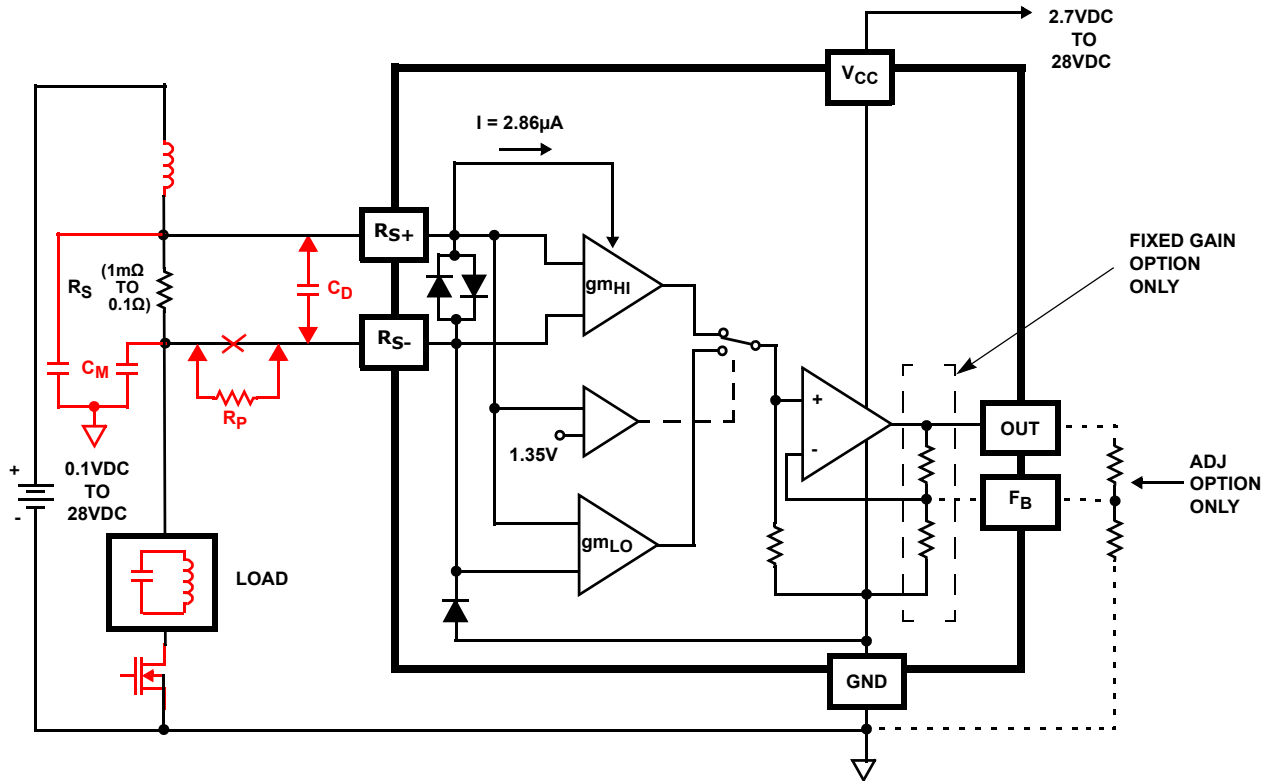 2.7VDC
TO
28VDC
VCC
I = 2.86µA
RS+
gmHI
FIXED GAIN
OPTION
ONLY
RS
(1mΩ
TO
0.1Ω)
CD
RS-
CM
RP
+
-
0.1VDC
TO
28VDC
1.35V
+
-
OUT
FB
ADJ
OPTION
ONLY
gmLO
LOAD
GND